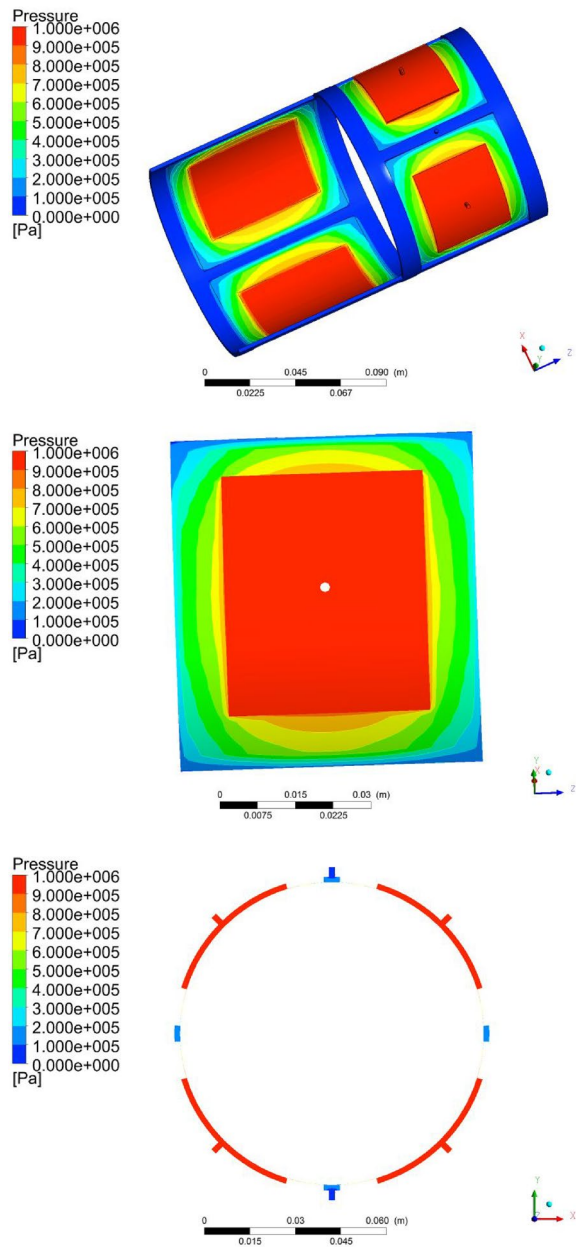 Pressure
1.000e+006
9.000e+005
8.000e+005
7.000e+005
6.000e+005
5.000e+005
4.000e+005
3.000e+005
2.000e+005
1.000e+005
0.000e+000
[Pa]
0 0.045 0.090 (m)
0.0225 0.067
X Y Z
Pressure
1.000e+006
9.000e+005
8.000e+005
7.000e+005
6.000e+005
5.000e+005
4.000e+005
3.000e+005
2.000e+005
1.000e+005
0.000e+000
[Pa]
0 0.015 0.03 (m)
0.0075 0.0225
Y
X
Z
Pressure
1.000e+006
9.000e+005
8.000e+005
7.000e+005
6.000e+005
5.000e+005
4.000e+005
3.000e+005
2.000e+005
1.000e+005
0.000e+000
[Pa]
0 0.03 0.060 (m)
0.015 0.045
Y
Z X